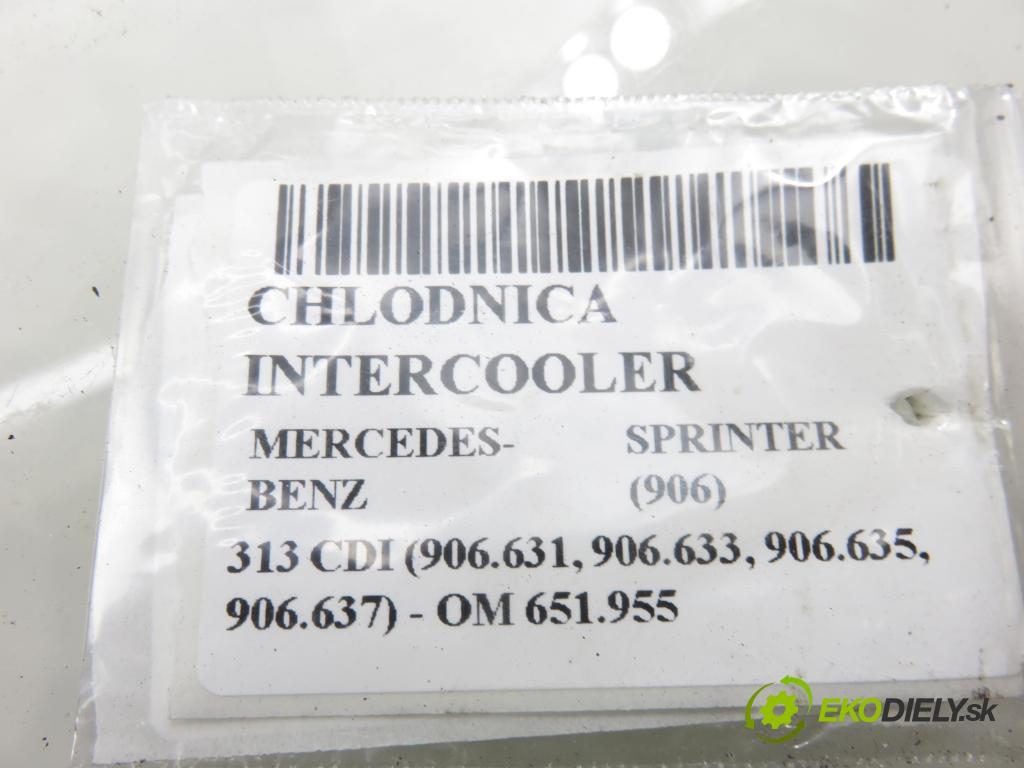 CHLODNICA
INTERCOOLER
MERCEDES-
BENZ
SPRINTER
(906)
313 CDI (906.631, 906.633, 906.635,
906.637) - OM 651.955
EKODIELY.sk